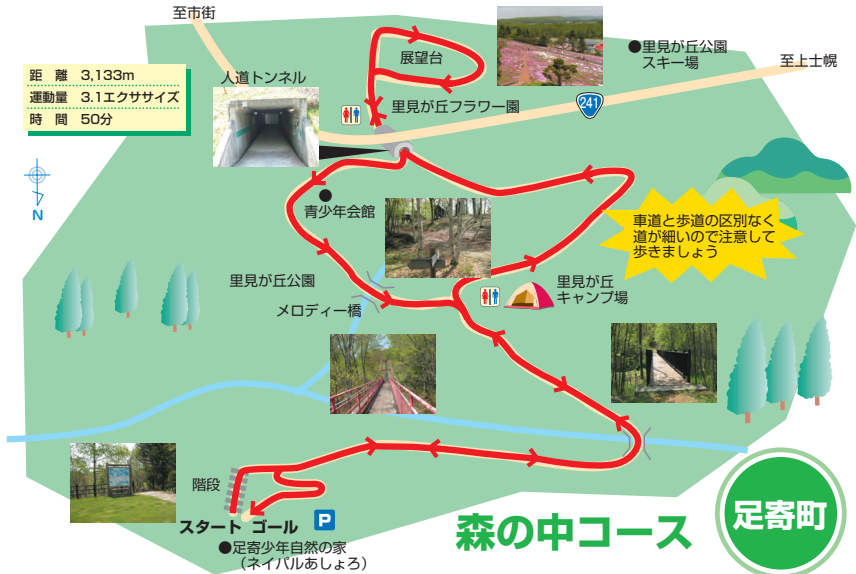 至市街
展望台
●里見が丘公園
スキー場
至上士幌
距　離　3,133m
運動量　3.1エクササイズ
時　間　50分
人道トンネル
里見が丘フラワー園
241
N
青少年会館
車道と歩道の区別なく
道が細いので注意して
歩きましょう
里見が丘公園
メロディー橋
里見が丘
キャンプ場
階段
スタート ゴール
P
●足寄少年自然の家
（ネイパルあしょろ）
森の中コース
足寄町